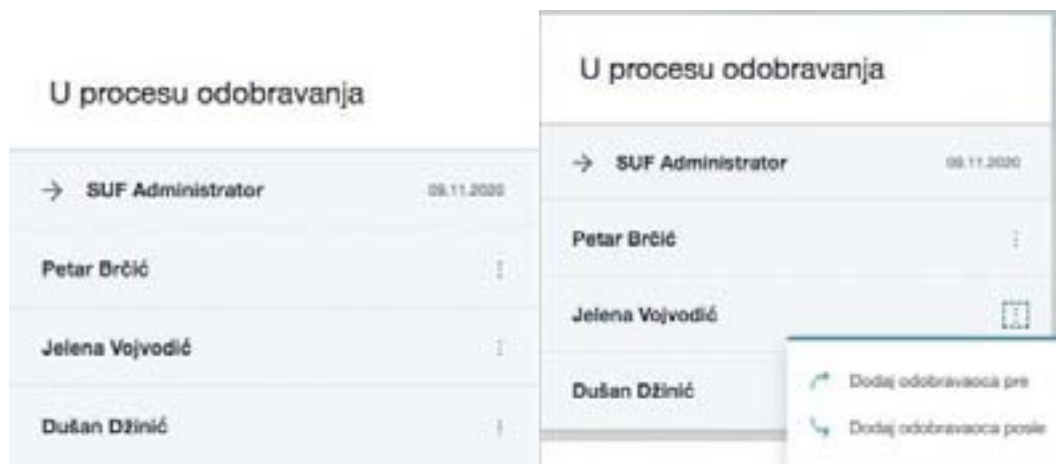 U procesu odobravanja
SUF Administrator 09.11.2020
Petar Brčić
Jelena Vojvodić
Dušan Džinić
U procesu odobravanja
SUF Administrator 09.11.2020
Petar Brčić
Jelena Vojvodić
Dušan Džinić
Dodaj odobravaoca pre
Dodaj odobravaoca posle